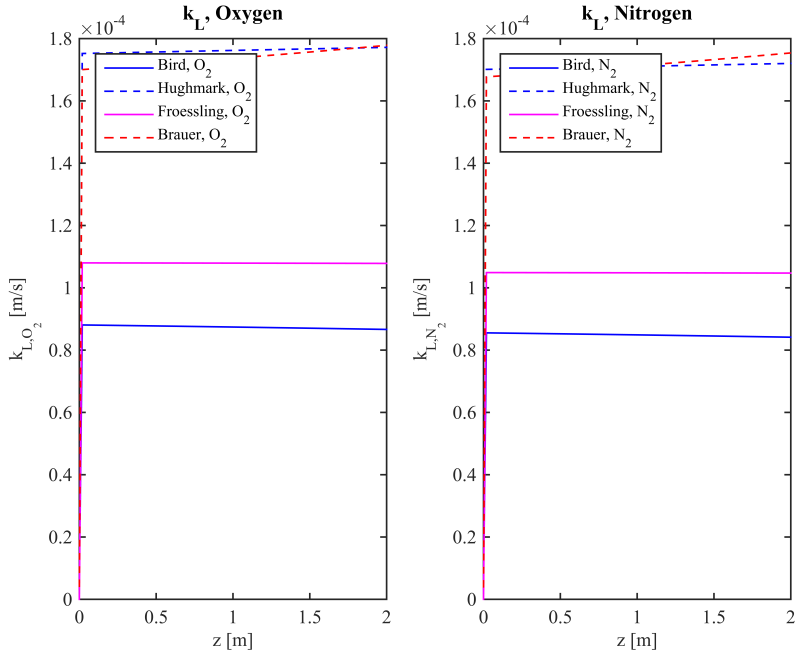 k_L, Oxygen
×10^-4
1.8
1.6
1.4
1.2
1
0.8
0.6
0.4
0.2
0
k_L,O_2 [m/s]
Bird, O_2
Hughmark, O_2
Froessling, O_2
Brauer, O_2
0 0.5 1 1.5 2
z [m]
k_L, Nitrogen
×10^-4
1.8
1.6
1.4
1.2
1
0.8
0.6
0.4
0.2
0
k_L,N_2 [m/s]
Bird, N_2
Hughmark, N_2
Froessling, N_2
Brauer, N_2
0 0.5 1 1.5 2
z [m]